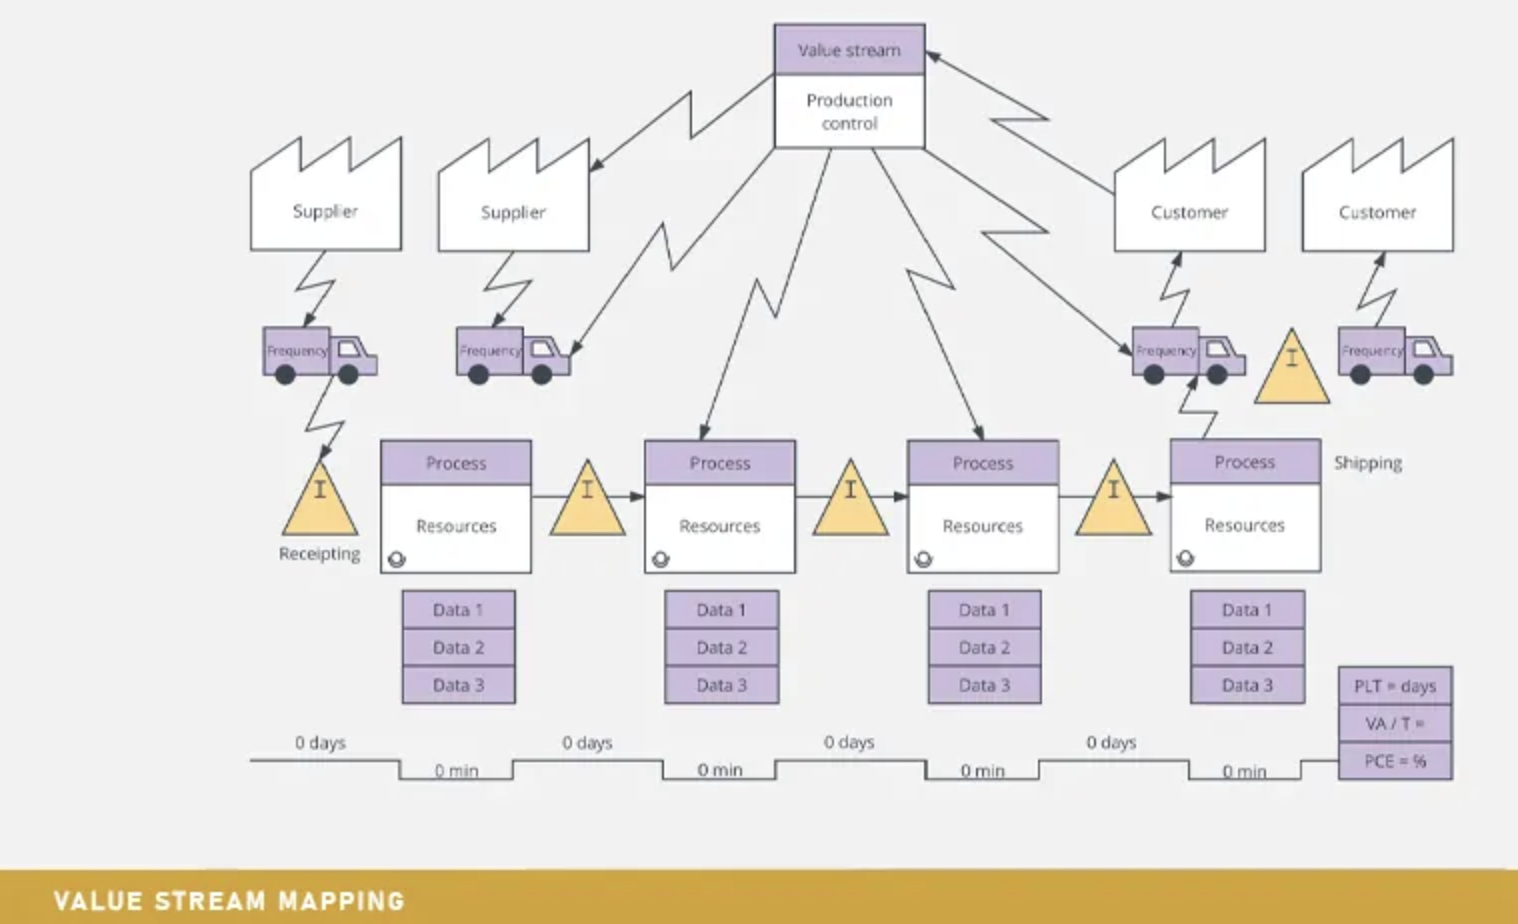 Value stream
Production
control
Supplier
Supplier
Customer
Customer
Frequency
Frequency
Frequency
I
Frequency
Process
Process
Process
Process
Shipping
I
I
I
I
Resources
Resources
Resources
Resources
Receipting
Data 1
Data 1
Data 1
Data 1
Data 2
Data 2
Data 2
Data 2
Data 3
Data 3
Data 3
Data 3
PLT = days
VA / T =
PCE = %
0 days
0 days
0 days
0 days
0 min
0 min
0 min
0 min
VALUE STREAM MAPPING